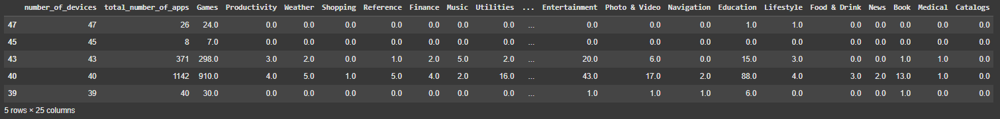 number_of_devices total_number_of_apps Games Productivity Weather Shopping Reference Finance Music Utilities ... Entertainment Photo & Video Navigation Education Lifestyle Food & Drink News Book Medical Catalogs
47 47 26 24.0 0.0 0.0 0.0 0.0 0.0 0.0 0.0 ... 0.0 0.0 0.0 1.0 1.0 0.0 0.0 0.0 0.0 0.0
45 45 8 7.0 0.0 0.0 0.0 0.0 0.0 0.0 0.0 ... 0.0 0.0 0.0 0.0 0.0 0.0 0.0 0.0 0.0 0.0
43 43 371 298.0 3.0 2.0 0.0 1.0 2.0 5.0 2.0 ... 20.0 6.0 0.0 15.0 3.0 0.0 0.0 1.0 1.0 0.0
40 40 1142 910.0 4.0 5.0 1.0 5.0 4.0 2.0 16.0 ... 43.0 17.0 2.0 88.0 4.0 3.0 2.0 13.0 1.0 0.0
39 39 40 30.0 0.0 0.0 0.0 0.0 0.0 0.0 0.0 ... 1.0 1.0 1.0 6.0 0.0 0.0 0.0 1.0 0.0 0.0
5 rows × 25 columns